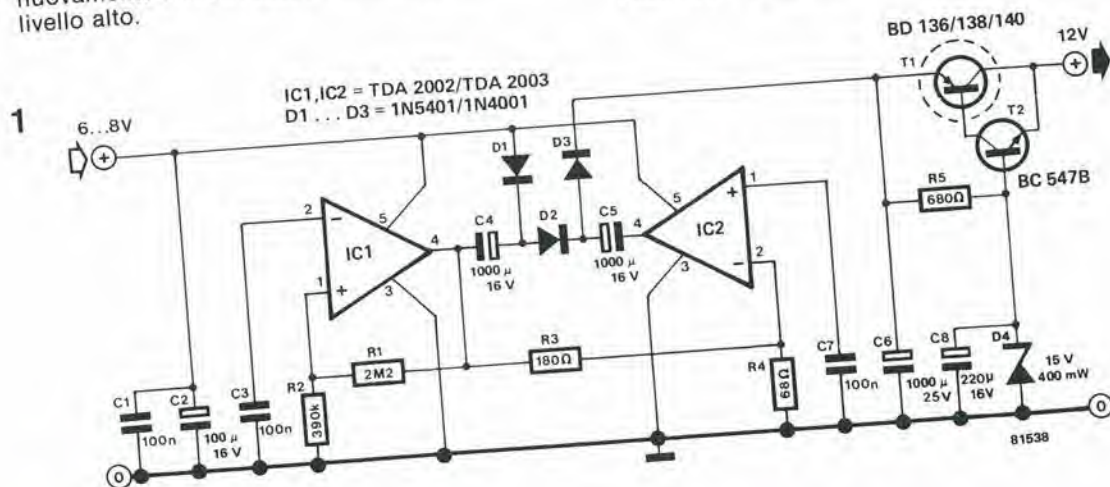 nuovamente
livello alto.
1
BD 136/138/140
12V
T1
T2
BC 547B
IC1,IC2 = TDA 2002/TDA 2003
D1 . . . D3 = 1N5401/1N4001
6...8V
D1
D3
D2
C4
1000 µ
16 V
C5
1000 µ
16 V
2
1
5
4
3
IC1
1
2
5
4
3
IC2
R5
680Ω
R1
2M2
R2
390k
R3
180Ω
R4
68Ω
C1
100n
C2
100 µ
16 V
C3
100n
C7
100n
C6
1000 µ
25V
C8
220µ
16V
D4
15 V
400 mW
81538
0
0